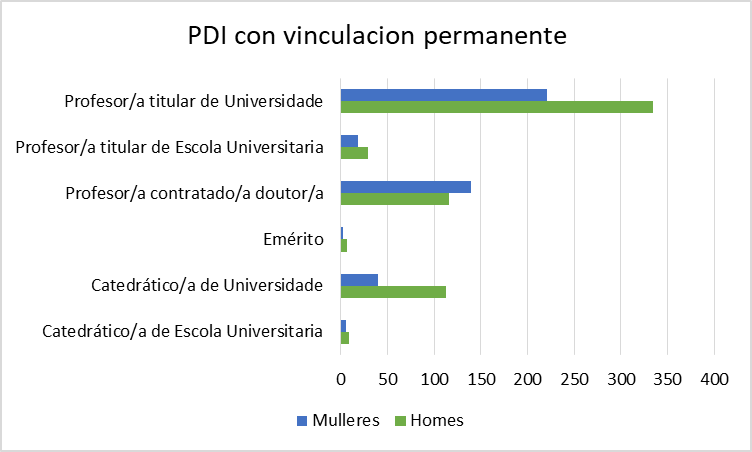 PDI con vinculacion permanente
Profesor/a titular de Universidade
Profesor/a titular de Escola Universitaria
Profesor/a contratado/a doutor/a
Emérito
Catedrático/a de Universidade
Catedrático/a de Escola Universitaria
0 50 100 150 200 250 300 350 400
Mulleres Homes